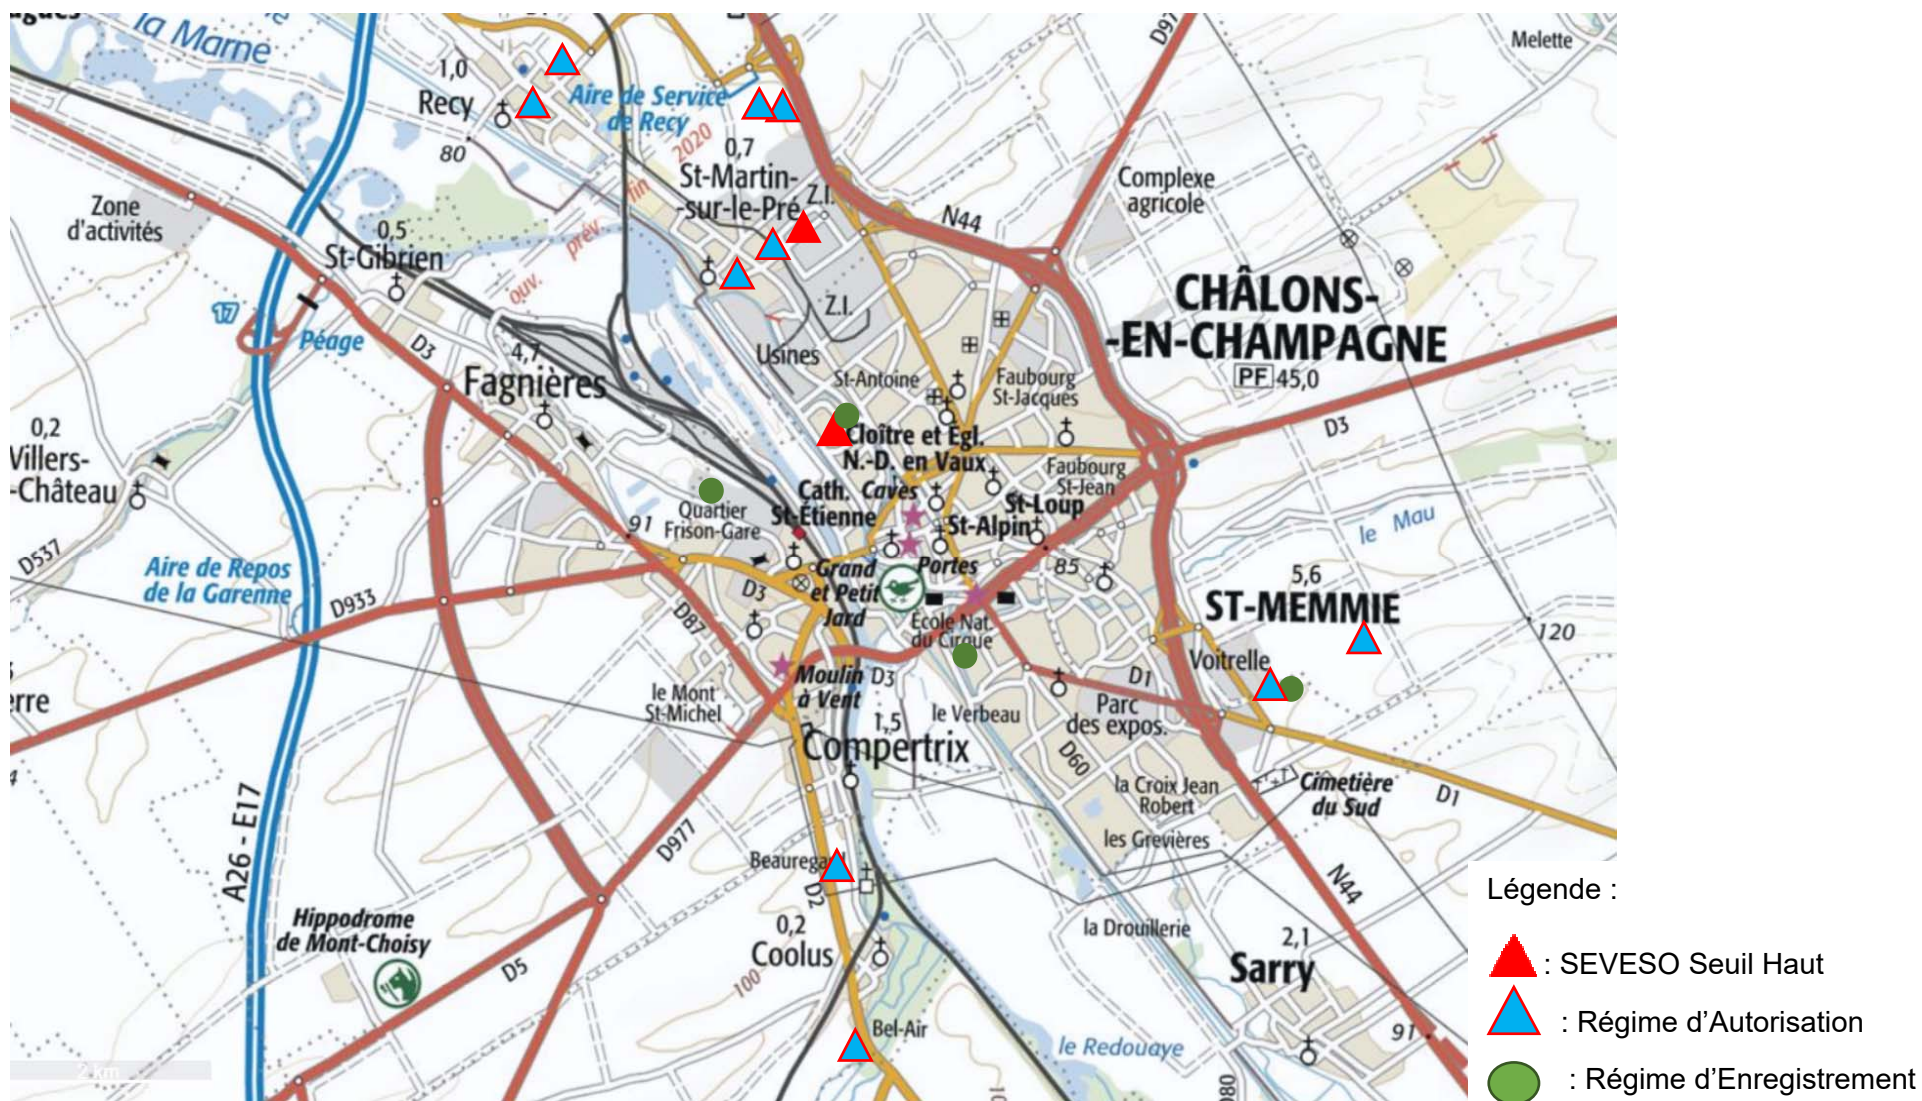 la Marne
1,0
Recy
80
Aire de Service
de Recy
2020
fin
prév.
ouv.
0,7
St-Martin-
-sur-le-Pré
Z.I.
Z.I.
Usines
Melette
D97
N44
Complexe
agricole
Zone
d'activités
0,5
St-Gibrien
17
Péage
D3
4,7
Fagnières
CHÂLONS-
-EN-CHAMPAGNE
PF 45,0
St-Antoine
Faubourg
St-Jacques
D3
0,2
Villers-
-Château
Cloître et Egl.
N.-D. en Vaux
Faubourg
St-Jean
Cath.
St-Étienne
Caves
St-Loup
St-Alpin
Quartier
Frison-Gare
91
le Mau
D537
Aire de Repos
de la Garenne
D933
D3
D87
Grand
et Petit
Jard
Portes
85
École Nat.
du Cirque
5,6
ST-MEMMIE
120
Voitrelle
erre
le Mont
St-Michel
Moulin
à Vent
D3
le Verbeau
D1
Parc
des expos.
1,5
Compertrix
D60
la Croix Jean
Robert
Cimetière
du Sud
D1
les Grevières
A26 - E17
D977
Beauregard
D2
N44
Hippodrome
de Mont-Choisy
D5
0,2
Coolus
100
la Drouillerie
2,1
Sarry
Bel-Air
le Redouaye
91
2 km
Légende :
: SEVESO Seuil Haut
: Régime d'Autorisation
: Régime d'Enregistrement